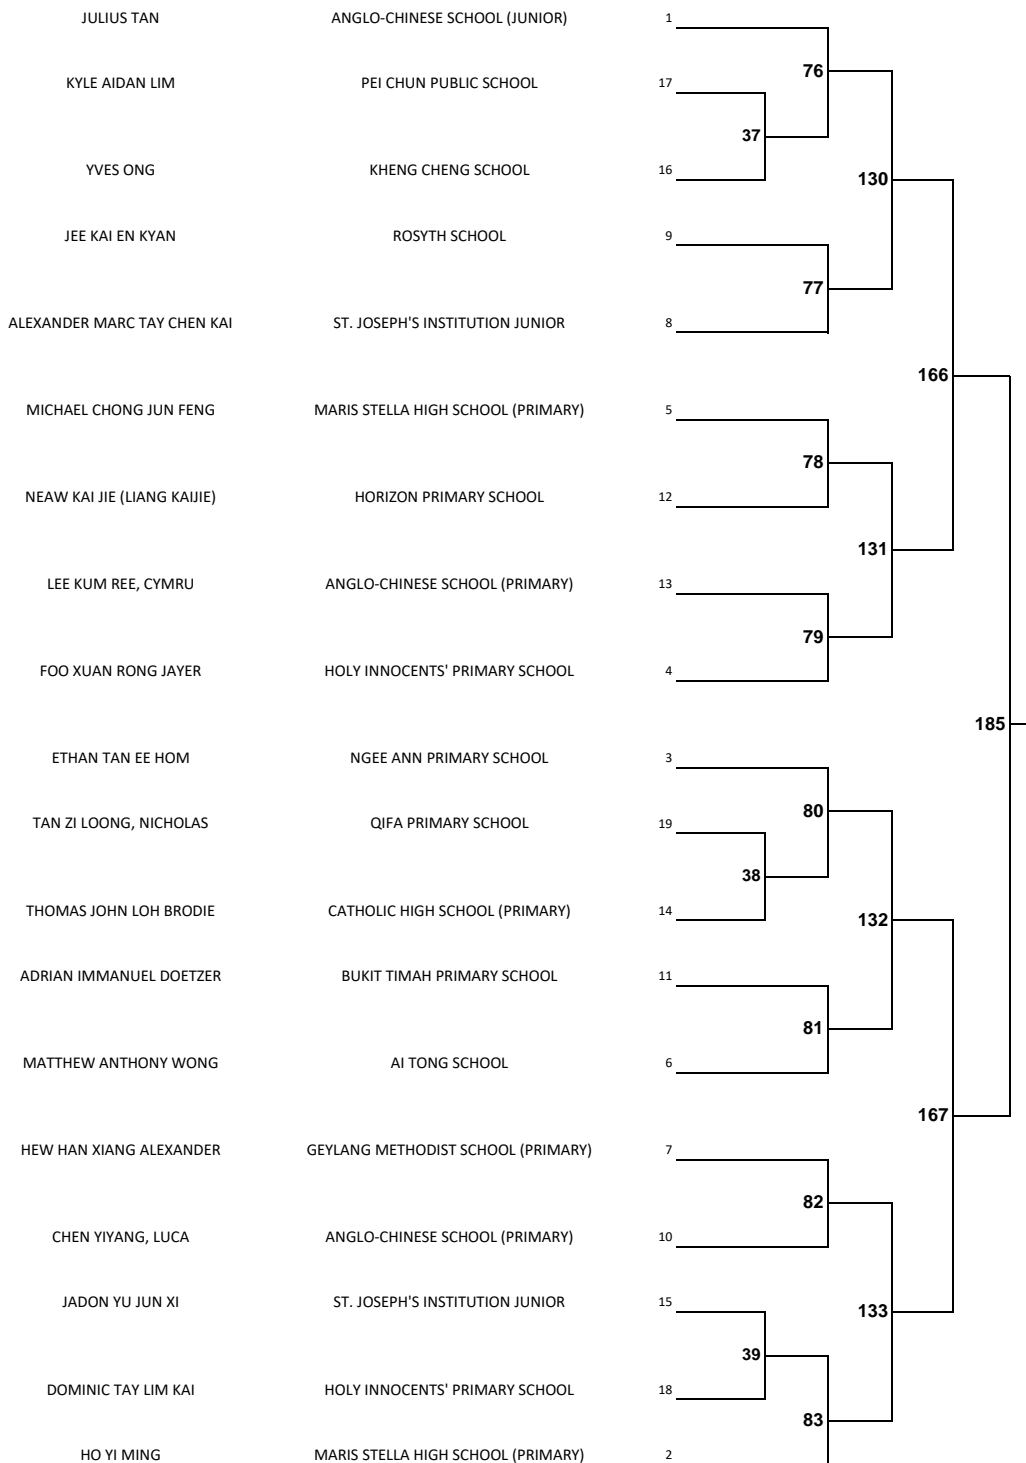 JULIUS TAN ANGLO-CHINESE SCHOOL (JUNIOR) 1
76
KYLE AIDAN LIM PEI CHUN PUBLIC SCHOOL 17
37
YVES ONG KHENG CHENG SCHOOL 16
130
JEE KAI EN KYAN ROSYTH SCHOOL 9
77
ALEXANDER MARC TAY CHEN KAI ST. JOSEPH'S INSTITUTION JUNIOR 8
166
MICHAEL CHONG JUN FENG MARIS STELLA HIGH SCHOOL (PRIMARY) 5
78
NEAW KAI JIE (LIANG KAIJIE) HORIZON PRIMARY SCHOOL 12
131
LEE KUM REE, CYMRU ANGLO-CHINESE SCHOOL (PRIMARY) 13
79
FOO XUAN RONG JAYER HOLY INNOCENTS' PRIMARY SCHOOL 4
185
ETHAN TAN EE HOM NGEE ANN PRIMARY SCHOOL 3
80
TAN ZI LOONG, NICHOLAS QIFA PRIMARY SCHOOL 19
38
THOMAS JOHN LOH BRODIE CATHOLIC HIGH SCHOOL (PRIMARY) 14
132
ADRIAN IMMANUEL DOETZER BUKIT TIMAH PRIMARY SCHOOL 11
81
MATTHEW ANTHONY WONG AI TONG SCHOOL 6
167
HEW HAN XIANG ALEXANDER GEYLANG METHODIST SCHOOL (PRIMARY) 7
82
CHEN YIYANG, LUCA ANGLO-CHINESE SCHOOL (PRIMARY) 10
JADON YU JUN XI ST. JOSEPH'S INSTITUTION JUNIOR 15
133
39
DOMINIC TAY LIM KAI HOLY INNOCENTS' PRIMARY SCHOOL 18
83
HO YI MING MARIS STELLA HIGH SCHOOL (PRIMARY) 2